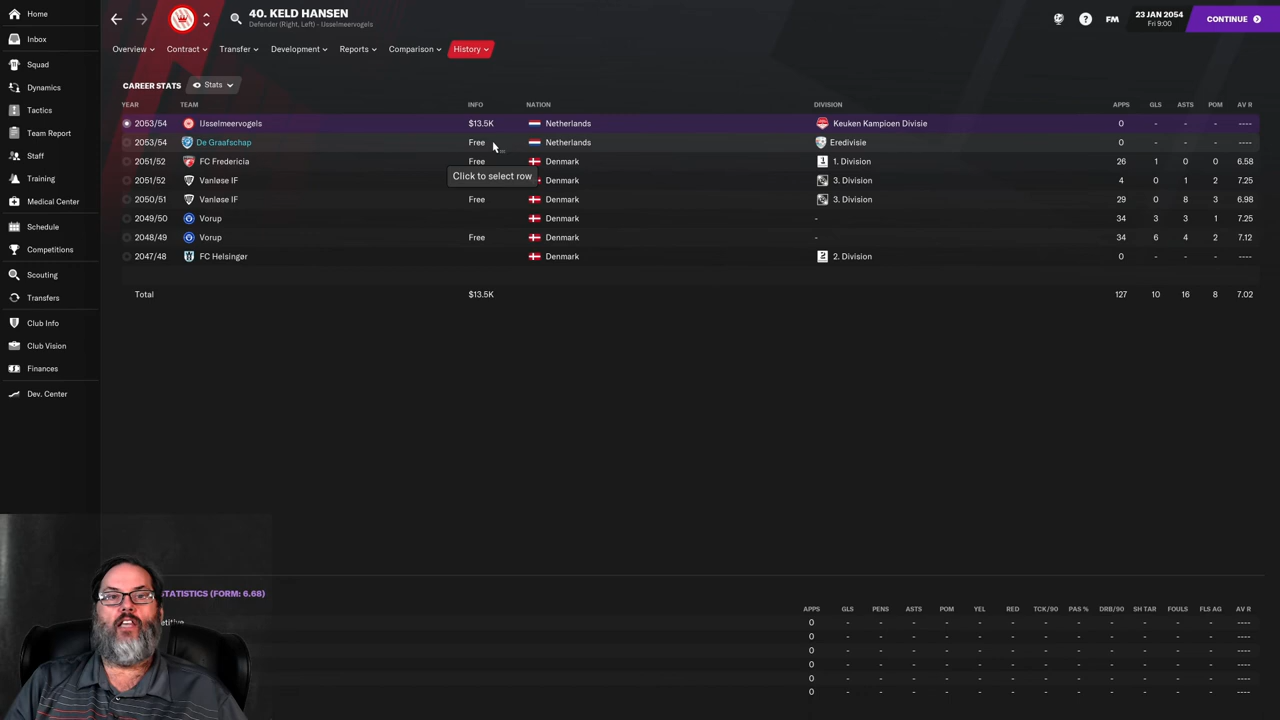 Home
Inbox
Squad
Dynamics
Tactics
Team Report
Staff
Training
Medical Center
Schedule
Competitions
Scouting
Transfers
Club Info
Club Vision
Finances
Dev. Center
40. KELD HANSEN
Defender (Right, Left) - IJsselmeervogels
FM
23 JAN 2054
Fri 9:00
CONTINUE
Overview Contract Transfer Development Reports Comparison History
CAREER STATS Stats
YEAR TEAM INFO NATION DIVISION APPS GLS ASTS POM AV R
2053/54 IJsselmeervogels $13.5K Netherlands Keuken Kampioen Divisie 0 - - - ----
2053/54 De Graafschap Free Netherlands Eredivisie 0 - - - ----
2051/52 FC Fredericia Free Denmark 1. Division 26 1 0 0 6.58
Click to select row
2051/52 Vanløse IF Denmark 3. Division 4 0 1 2 7.25
2050/51 Vanløse IF Free Denmark 3. Division 29 0 8 3 6.98
2049/50 Vorup Denmark - 34 3 3 1 7.25
2048/49 Vorup Free Denmark - 34 6 4 2 7.12
2047/48 FC Helsingør Denmark 2. Division 0 - - - ----
Total $13.5K 127 10 16 8 7.02
STATISTICS (FORM: 6.68)
APPS GLS PENS ASTS POM YEL RED TCK/90 PAS % DRB/90 SH TAR FOULS FLS AG AV R
0 - - - - - - - - - - - - ----
0 - - - - - - - - - - - - ----
0 - - - - - - - - - - - - ----
0 - - - - - - - - - - - - ----
0 - - - - - - - - - - - - ----
0 - - - - - - - - - - - - ----